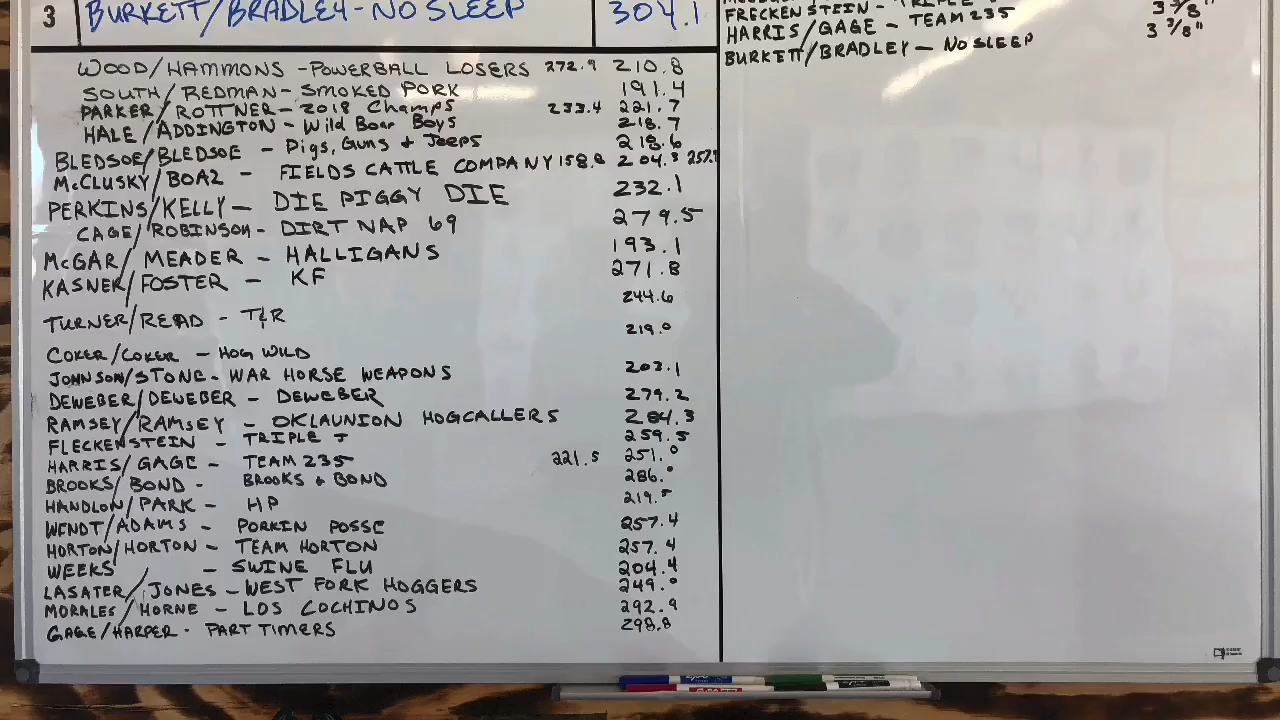 3 BURKETT/BRADLEY-NO SLEEP 304.1
WOOD/HAMMONS - POWERBALL LOSERS 272.9 210.8
SOUTH/REDMAN - SMOKED PORK 191.4
PARKER/ROTTNER - 2018 Champs 233.4 221.7
HALE/ADDINGTON - Wild Boar Boys 218.7
BLEDSOE/BLEDSOE - Pigs, Guns & Jeeps 218.6
McCLUSKY/BOAZ - FIELDS CATTLE COMPANY 158.0 204.3 257.
PERKINS/KELLY - DIE PIGGY DIE 232.1
CAGE/ROBINSON - DIRT NAP 69 279.5
McGAR/MEADER - HALLIGANS 193.1
KASNER/FOSTER - KF 271.8
TURNER/READ - T&R 244.6
COKER/COKER - HOG WILD 219.0
JOHNSON/STONE - WAR HORSE WEAPONS 203.1
DEWEBER/DEWEBER - DEWEBER 279.2
RAMSEY/RAMSEY - OKLAUNION HOGCALLERS 204.3
FLECKENSTEIN - TRIPLE J 259.5
HARRIS/GAGE - TEAM 235 221.5 251.0
BROOKS/BOND - BROOKS & BOND 286.0
HANDLON/PARK - HP 219.5
WENDT/ADAMS - PORKIN POSSE 257.4
HORTON/HORTON - TEAM HORTON 257.4
WEEKS / - SWINE FLU 204.4
LASATER/JONES - WEST FORK HOGGERS 249.0
MORALES/HORNE - LOS COCHINOS 292.9
GAGE/HARPER - PART TIMERS 298.8
FRECKENSTEIN - TRIPLE 3 3/8"
HARRIS/GAGE - TEAM 235 3 3/8"
BURKETT/BRADLEY - NO SLEEP